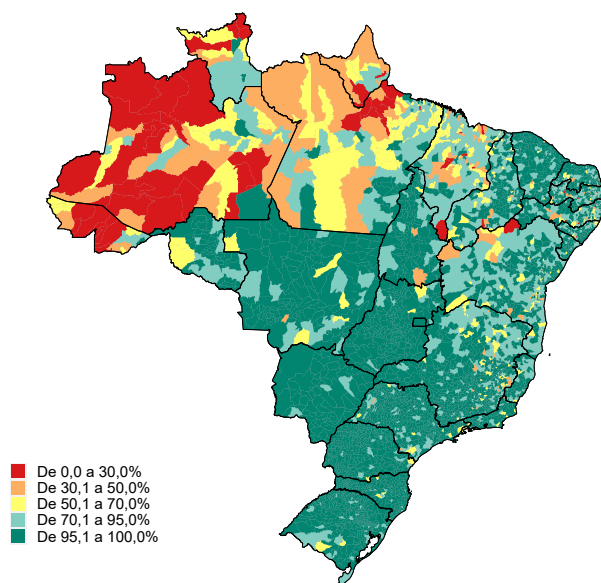 De 0,0 a 30,0%
De 30,1 a 50,0%
De 50,1 a 70,0%
De 70,1 a 95,0%
De 95,1 a 100,0%